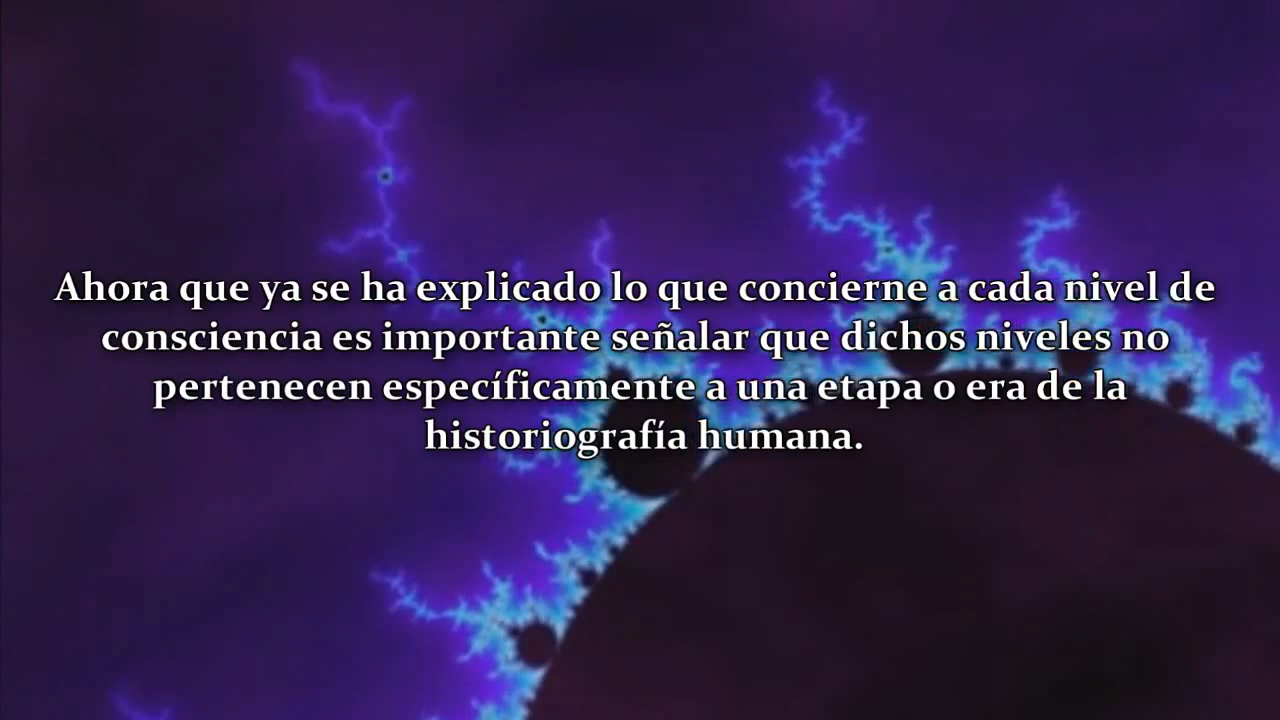 Ahora que ya se ha explicado lo que concierne a cada nivel de
consciencia es importante señalar que dichos niveles no
pertenecen específicamente a una etapa o era de la
historiografía humana.